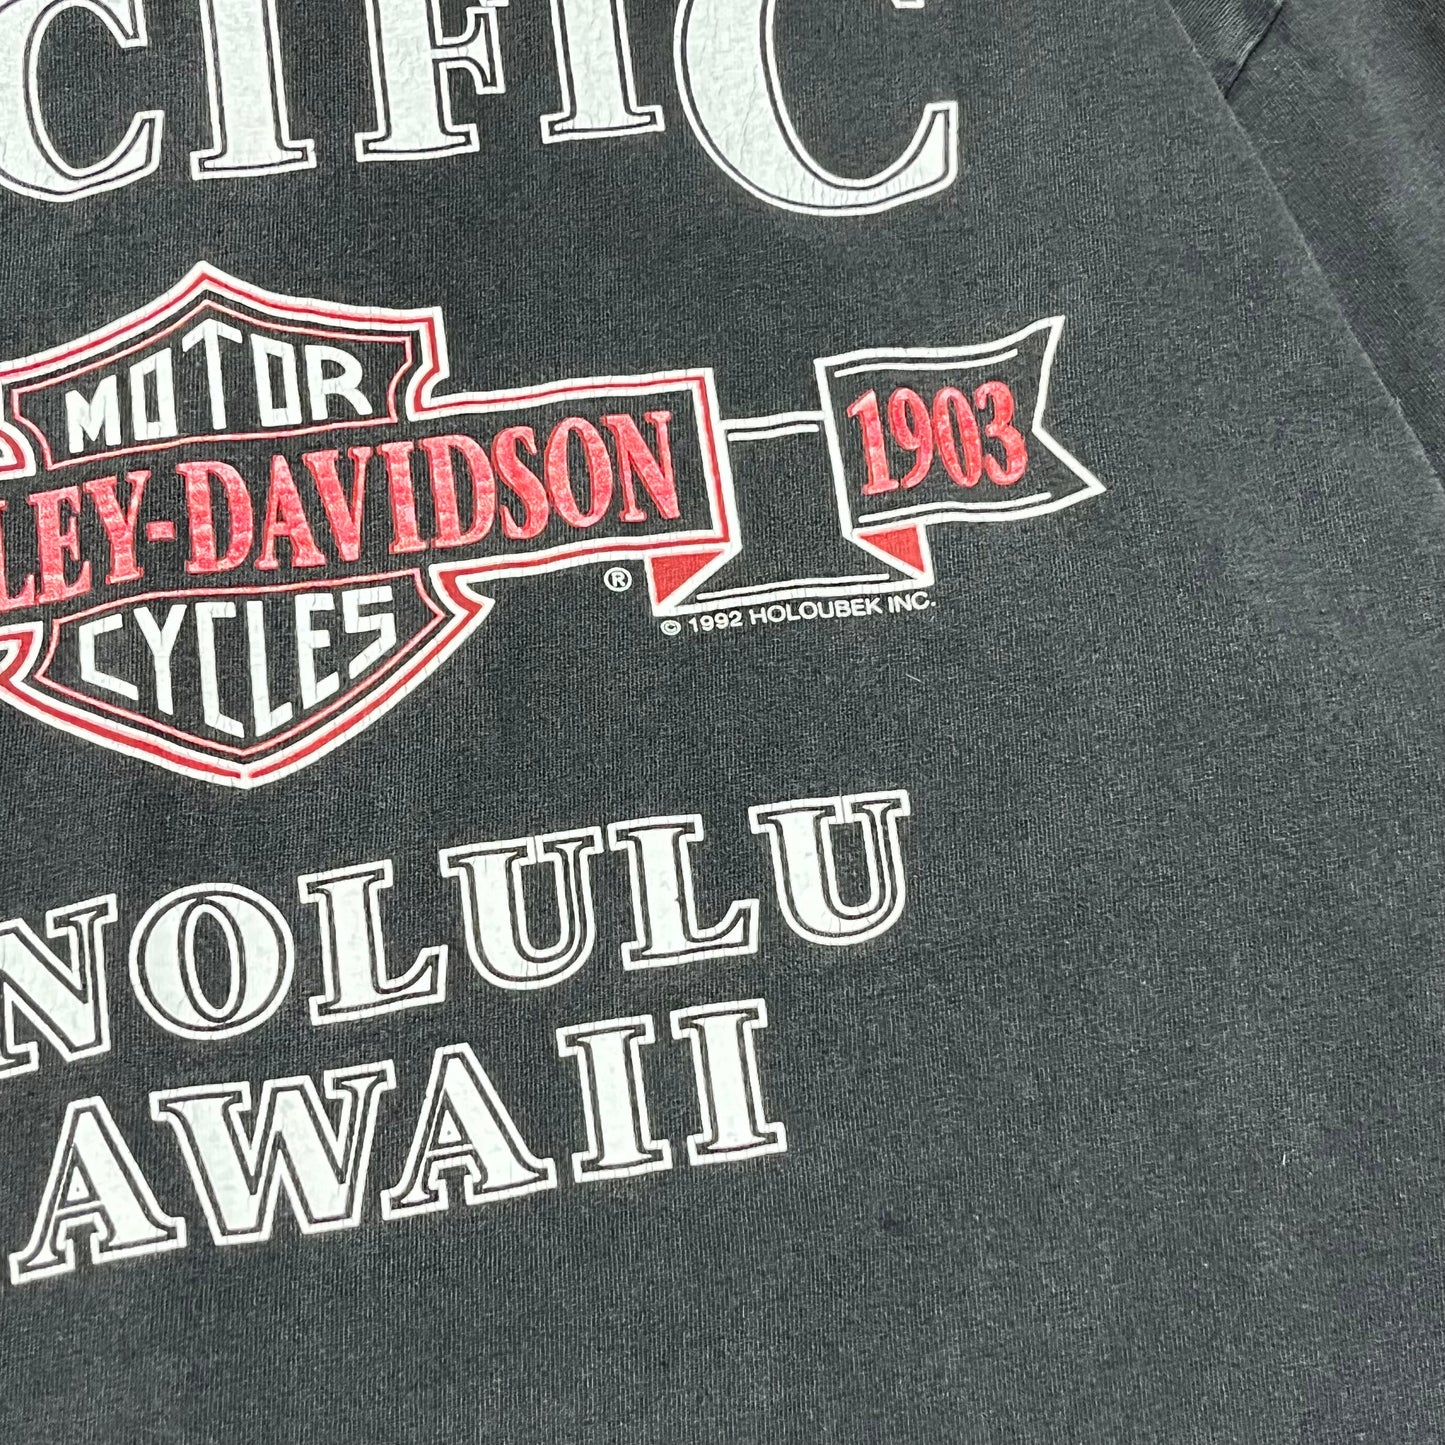 CIFIC
MOTOR
LEY-DAVIDSON
1903
®
CYCLES
© 1992 HOLOUBEK INC.
NOLULU
AWAII